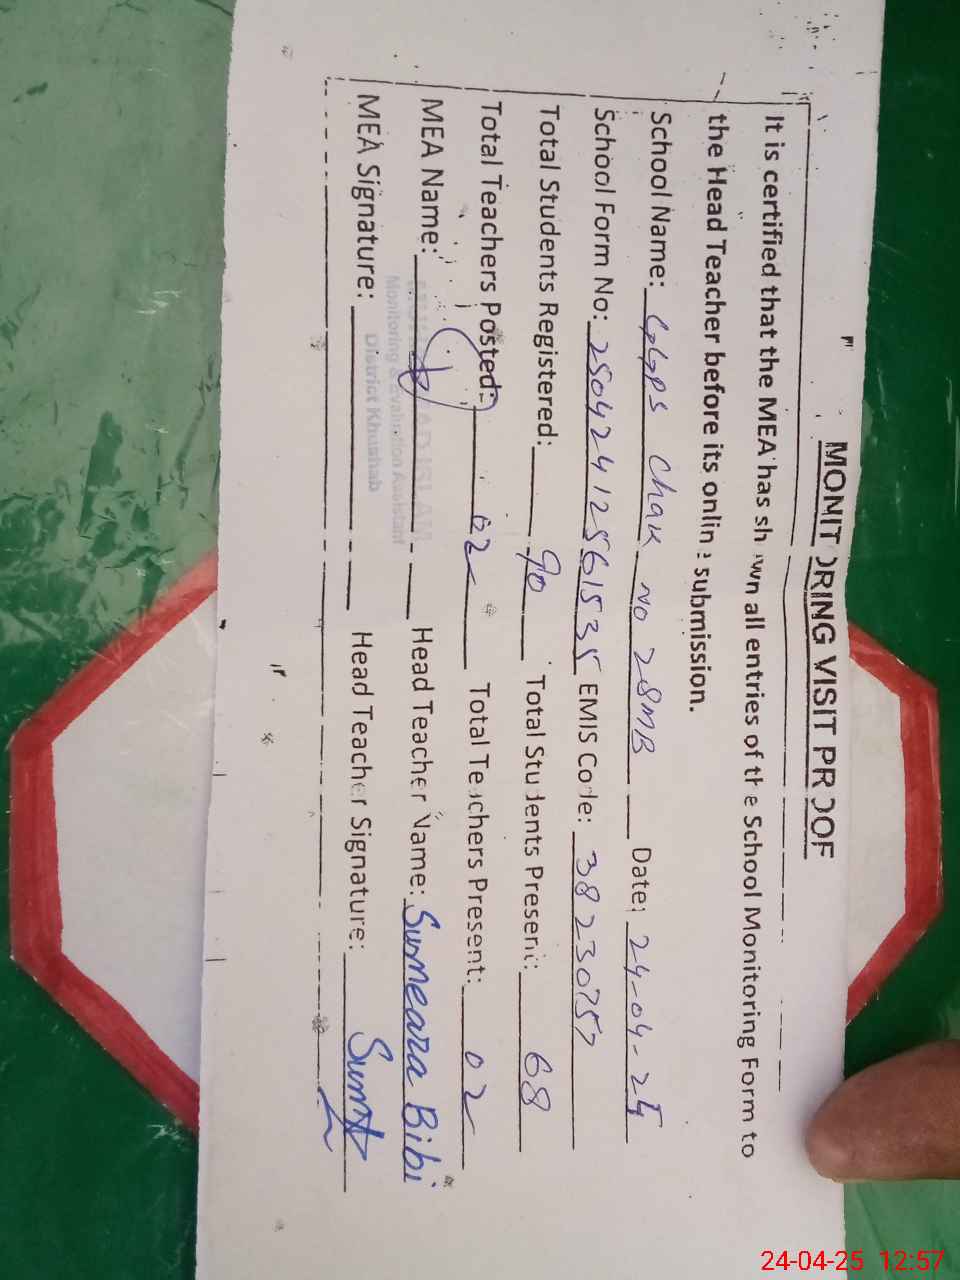 MONITORING VISIT PROOF
It is certified that the MEA has shown all entries of the School Monitoring Form to
the Head Teacher before its online submission.
School Name: GGPS Chak No 28MB Date: 24-04-25
School Form No: 25042412561535 EMIS Code: 38230757
Total Students Registered: 90 Total Students Present: 68
Total Teachers Posted: 02 Total Teachers Present: 02
MEA Name: Head Teacher Name: Sumeara Bibi
MEA Signature: Head Teacher Signature:
ISLAM
Monitoring & Evaluation Assistant
District Khushab
24-04-25 12:57